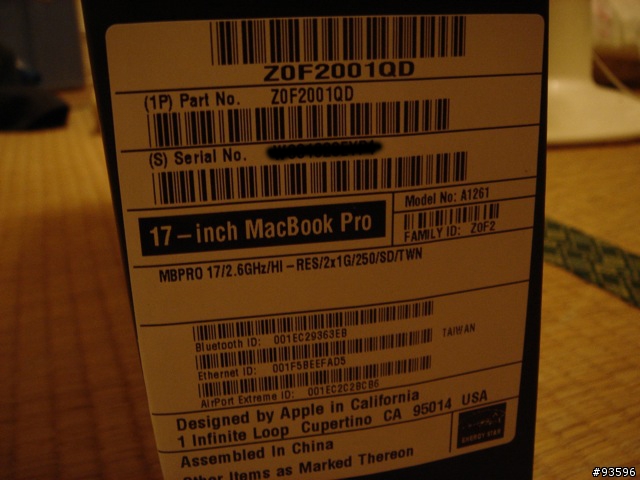 Z0F2001QD
(1P) Part No. Z0F2001QD
(S) Serial No.
17-inch MacBook Pro
Model No: A1261
FAMILY ID: Z0F2
MBPRO 17/2.6GHz/HI-RES/2x1G/250/SD/TWN
Bluetooth ID: 001EC29363EB
TAIWAN
Ethernet ID: 001F5BEEFAD5
AirPort Extreme ID: 001EC2C2BCB6
Designed by Apple in California
1 Infinite Loop Cupertino CA 95014 USA
Assembled In China
ENERGY STAR
Other Items as Marked Thereon
#93596